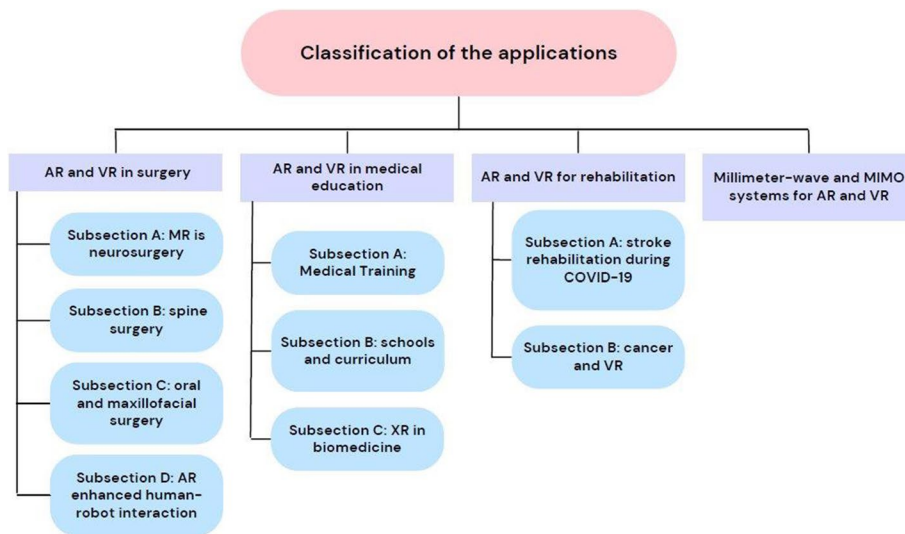 Classification of the applications
AR and VR in surgery
Subsection A: MR is
neurosurgery
Subsection B: spine
surgery
Subsection C: oral
and maxillofacial
surgery
Subsection D: AR
enhanced human-
robot interaction
AR and VR in medical
education
Subsection A:
Medical Training
Subsection B: schools
and curriculum
Subsection C: XR in
biomedicine
AR and VR for rehabilitation
Subsection A: stroke
rehabilitation during
COVID-19
Subsection B: cancer
and VR
Millimeter-wave and MIMO
systems for AR and VR